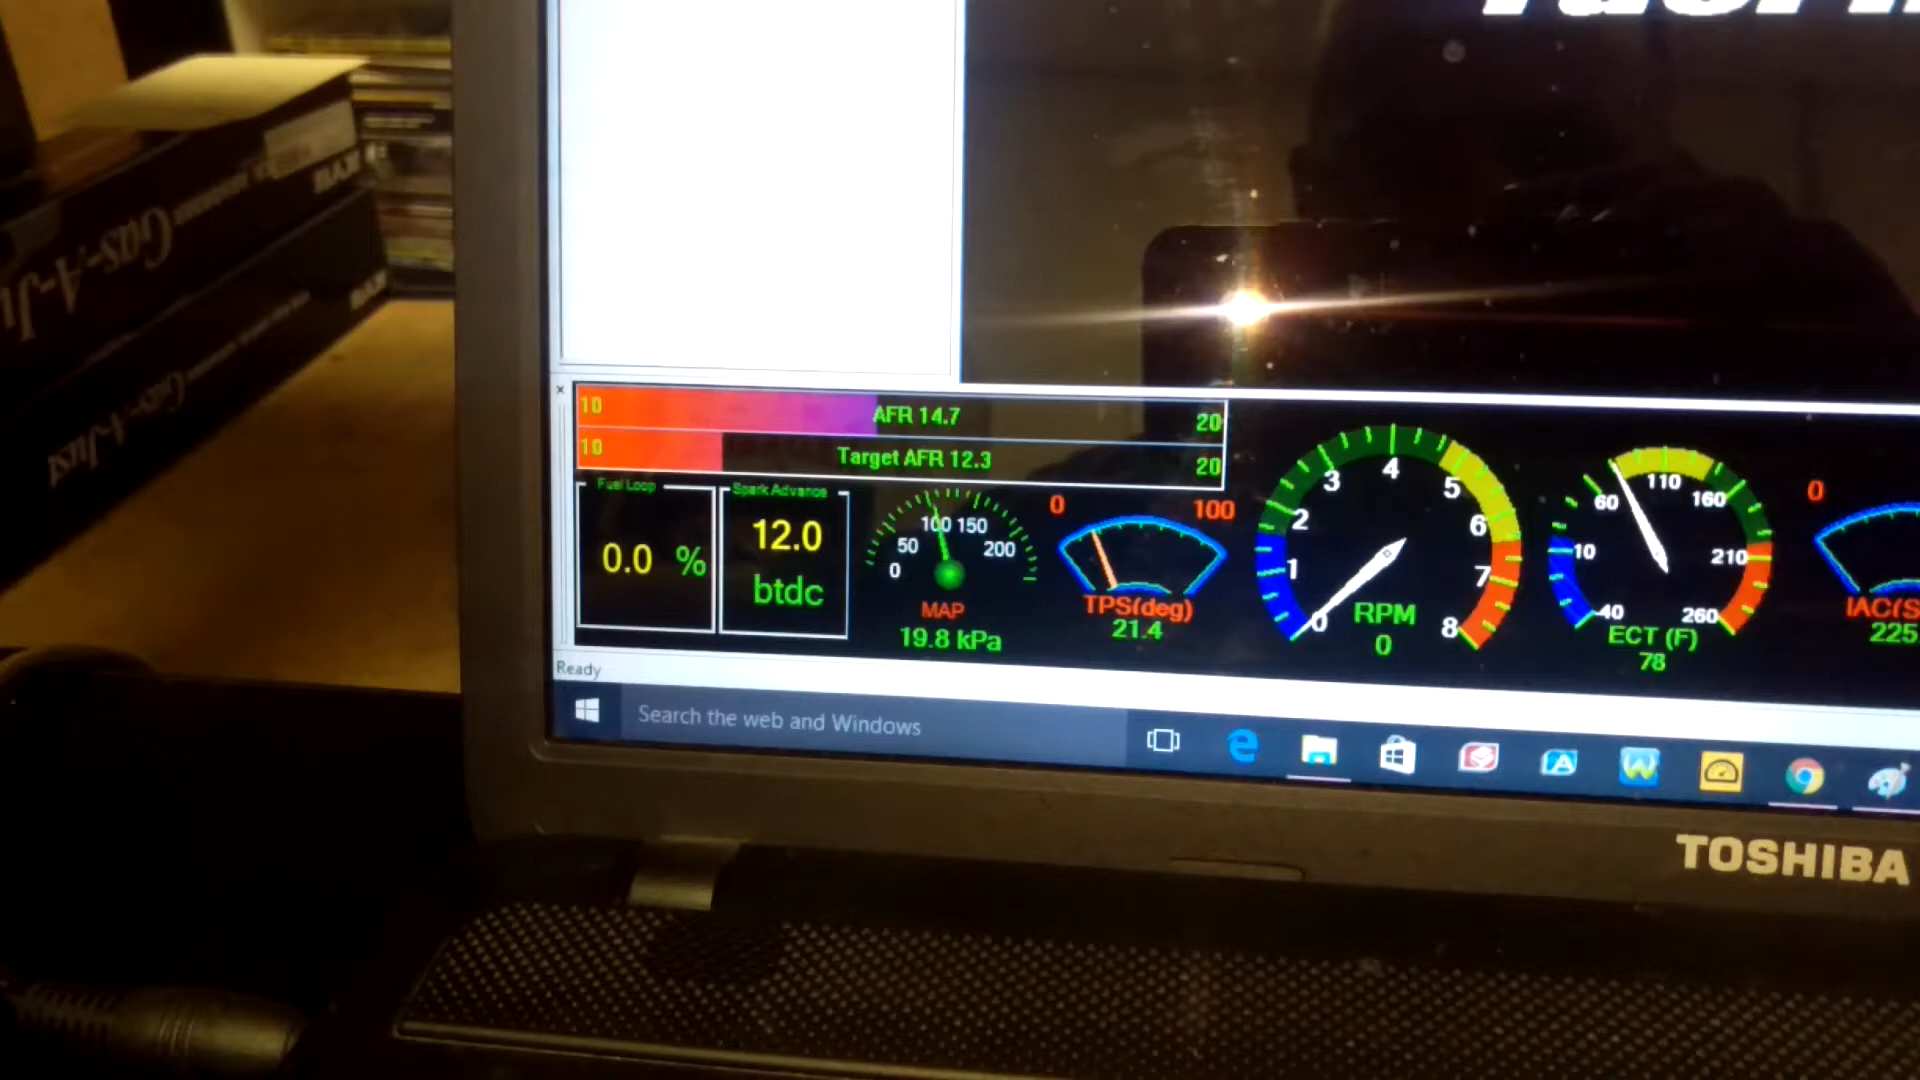 10 AFR 14.7 20
10 Target AFR 12.3 20
Fuel Loop
0.0 %
Spark Advance
12.0
btdc
0 50 100 150 200
MAP
19.8 kPa
0 100
TPS(deg)
21.4
0 1 2 3 4 5 6 7 8
RPM
0
-40 10 60 110 160 210 260
ECT (F)
78
0
IAC(S
225
Ready
Search the web and Windows
TOSHIBA
Gas-A-Ju
KYB
Gas-A-Just
KYB